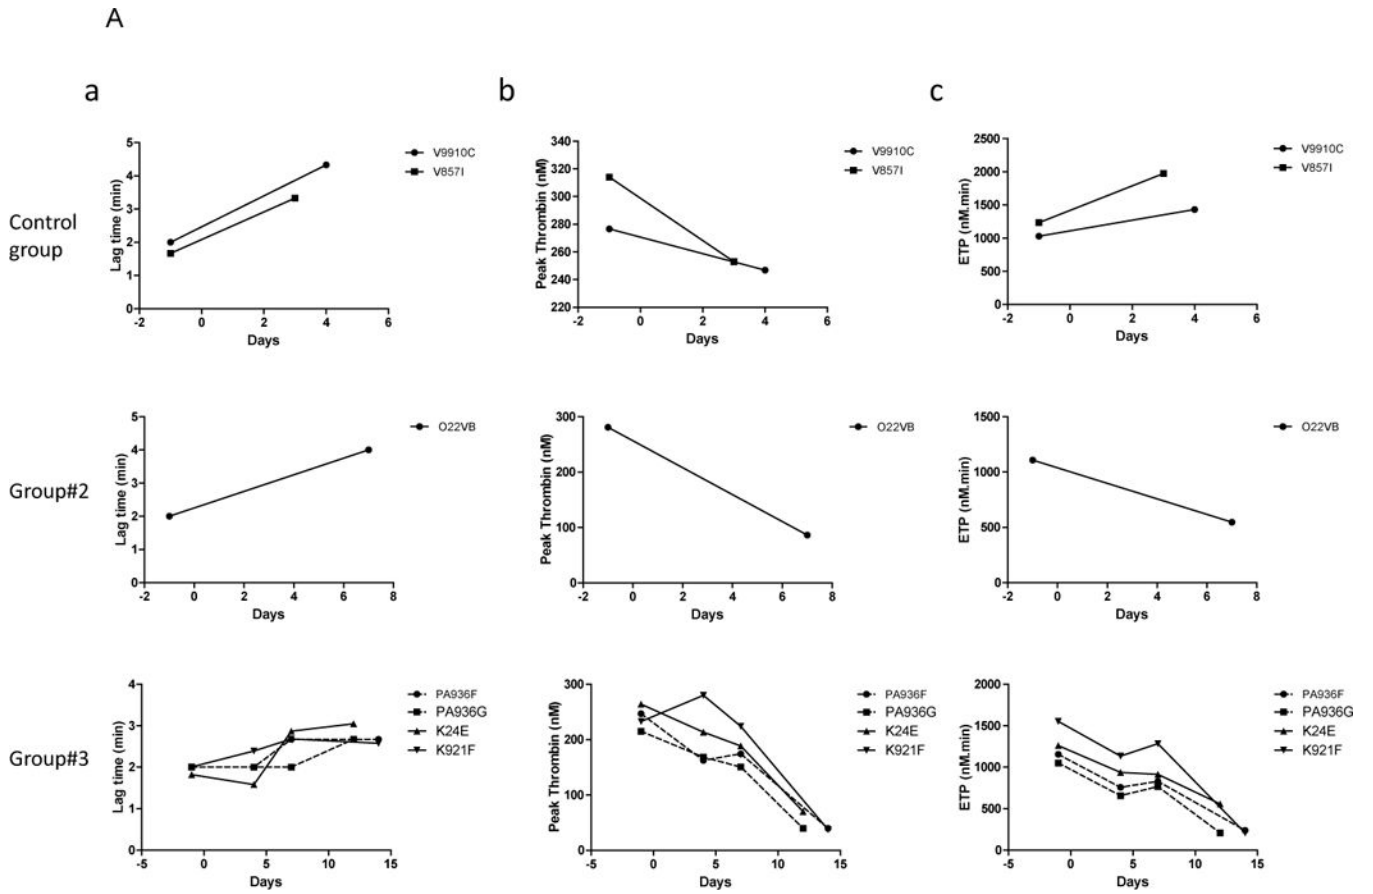 A
a
b
c
Control
group
Lag time (min)
5
4
3
2
1
0
-2
0
2
4
6
Days
V9910C
V857I
Peak Thrombin (nM)
340
320
300
280
260
240
220
-2
0
2
4
6
Days
V9910C
V857I
ETP (nM.min)
2500
2000
1500
1000
500
0
-2
0
2
4
6
Days
V9910C
V857I
Group#2
Lag time (min)
5
4
3
2
1
0
-2
0
2
4
6
8
Days
O22VB
Peak Thrombin (nM)
300
200
100
0
-2
0
2
4
6
8
Days
O22VB
ETP (nM.min)
1500
1000
500
0
-2
0
2
4
6
8
Days
O22VB
Group#3
Lag time (min)
4
3
2
1
0
-5
0
5
10
15
Days
PA936F
PA936G
K24E
K921F
Peak Thrombin (nM)
300
200
100
0
-5
0
5
10
15
Days
PA936F
PA936G
K24E
K921F
ETP (nM.min)
2000
1500
1000
500
0
-5
0
5
10
15
Days
PA936F
PA936G
K24E
K921F